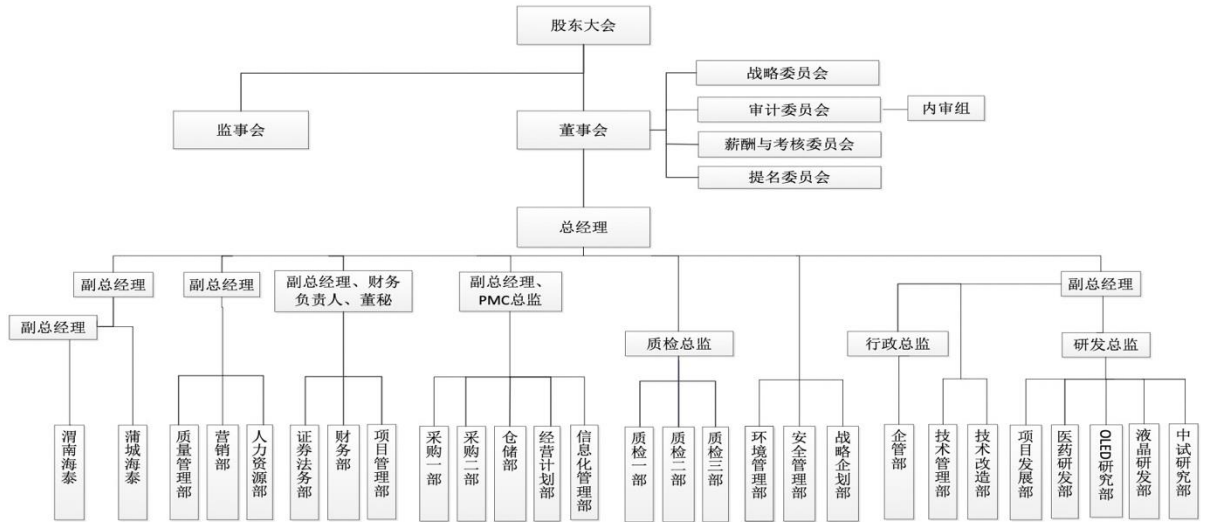 股东大会
战略委员会
监事会
董事会
审计委员会
内审组
薪酬与考核委员会
提名委员会
总经理
副总经理
副总经理
副总经理、财务
负责人、董秘
副总经理、
PMC总监
副总经理
副总经理
质检总监
行政总监
研发总监
渭南海泰
蒲城海泰
质量管理部
营销部
人力资源部
证券法务部
财务部
项目管理部
采购一部
采购二部
仓储部
经营计划部
信息化管理部
质检一部
质检二部
质检三部
环境管理部
安全管理部
战略企划部
企管部
技术管理部
技术改造部
项目发展部
医药研发部
OLED研究部
液晶研发部
中试研究部